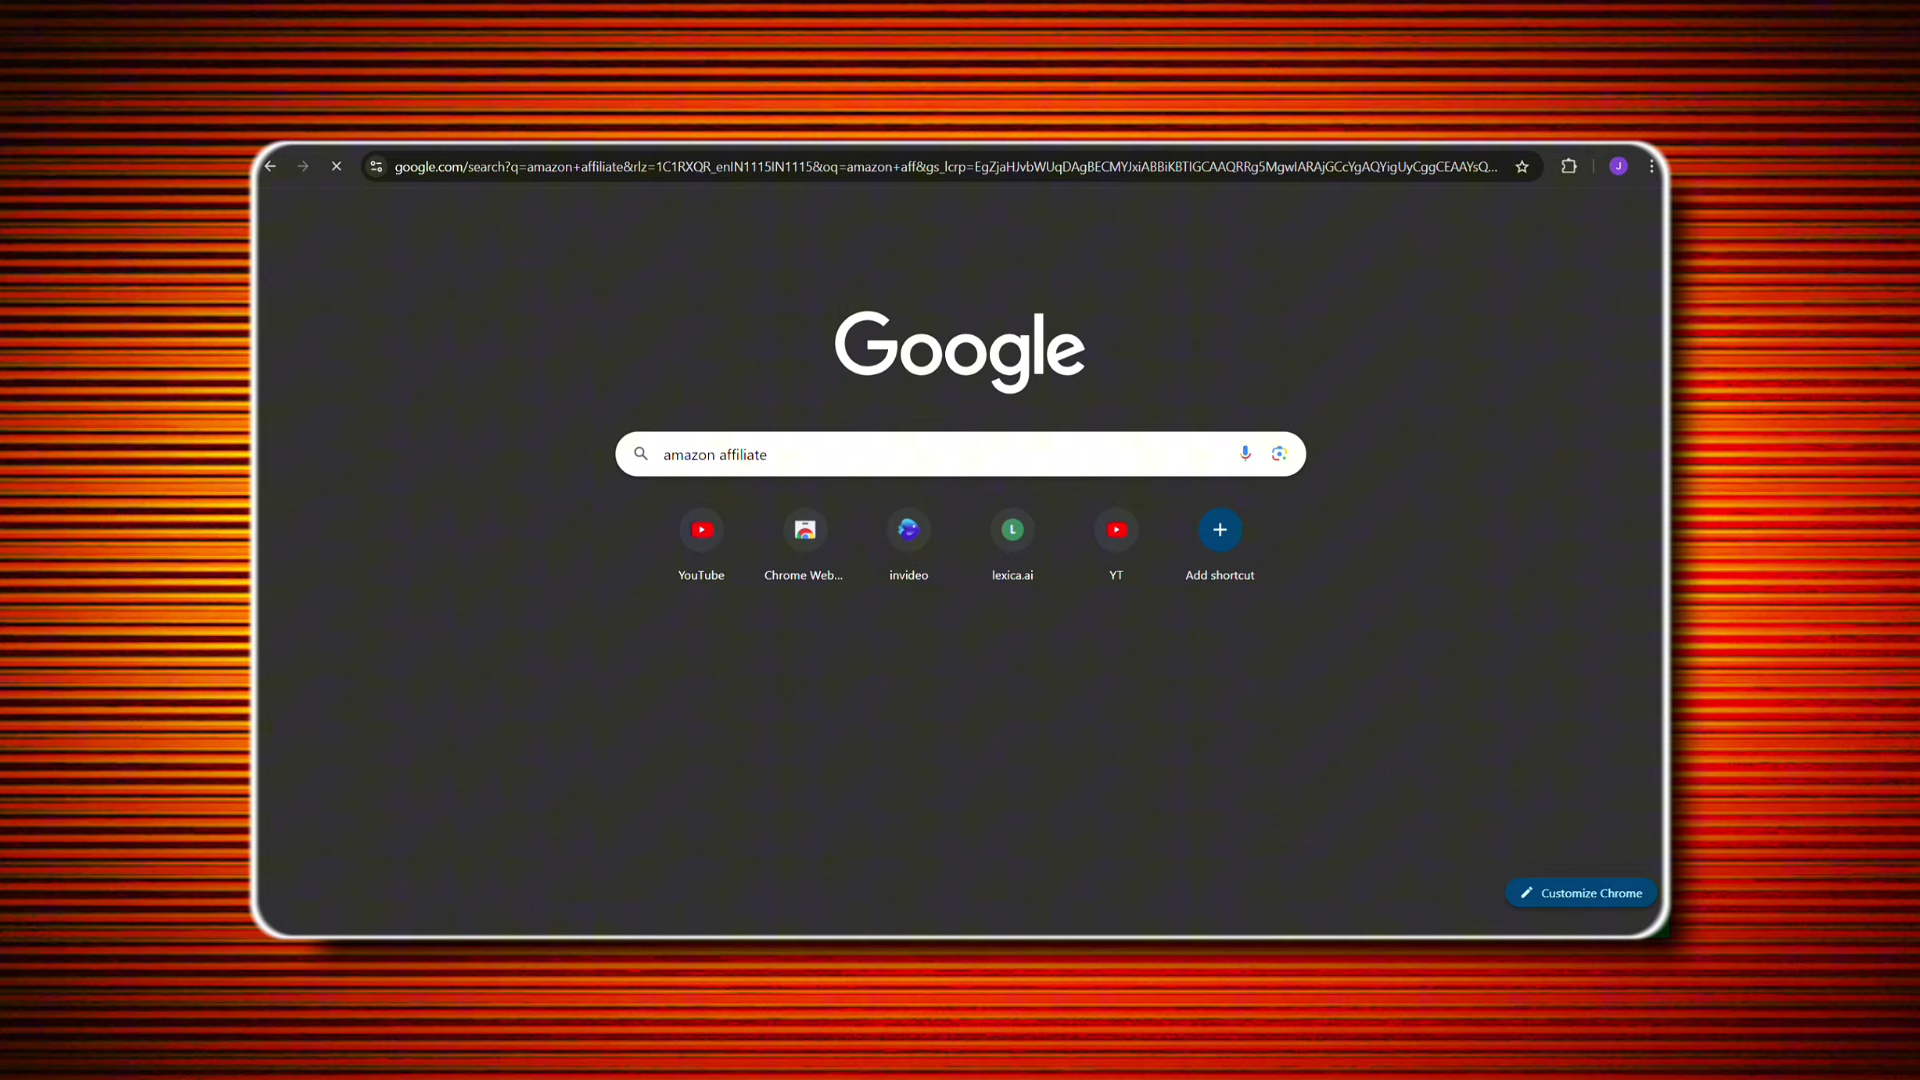 google.com/search?q=amazon+affiliate&rlz=1C1RXQR_enIN1115IN1115&oq=amazon+aff&gs_lcrp=EgZjaHJvbWUqDAgBECMYJxiABBiKBTIGCAAQRRg5MgwIARAjGCcYgAQYigUyCggCEAAYsQ...
J
Google
amazon affiliate
L
YouTube Chrome Web... invideo lexica.ai YT Add shortcut
Customize Chrome